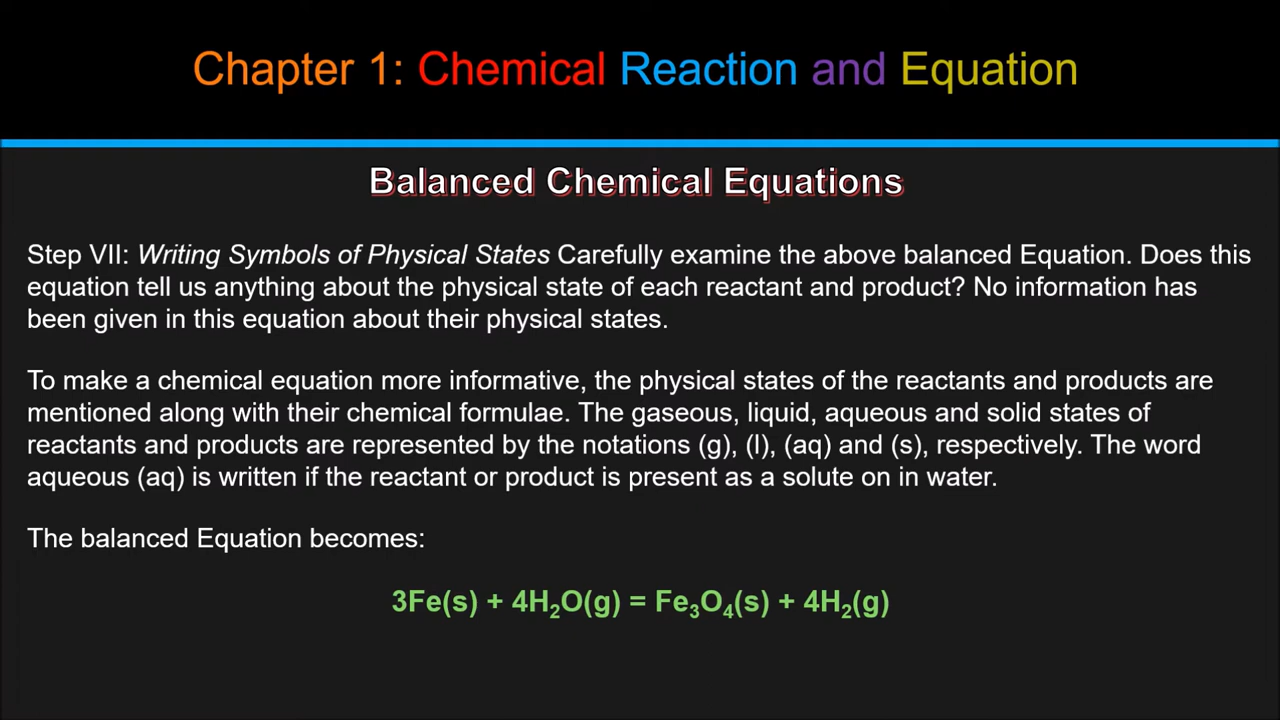 Chapter 1: Chemical Reaction and Equation
Balanced Chemical Equations
Step VII: Writing Symbols of Physical States Carefully examine the above balanced Equation. Does this
equation tell us anything about the physical state of each reactant and product? No information has
been given in this equation about their physical states.
To make a chemical equation more informative, the physical states of the reactants and products are
mentioned along with their chemical formulae. The gaseous, liquid, aqueous and solid states of
reactants and products are represented by the notations (g), (l), (aq) and (s), respectively. The word
aqueous (aq) is written if the reactant or product is present as a solute on in water.
The balanced Equation becomes:
3Fe(s) + 4H₂O(g) = Fe₃O₄(s) + 4H₂(g)